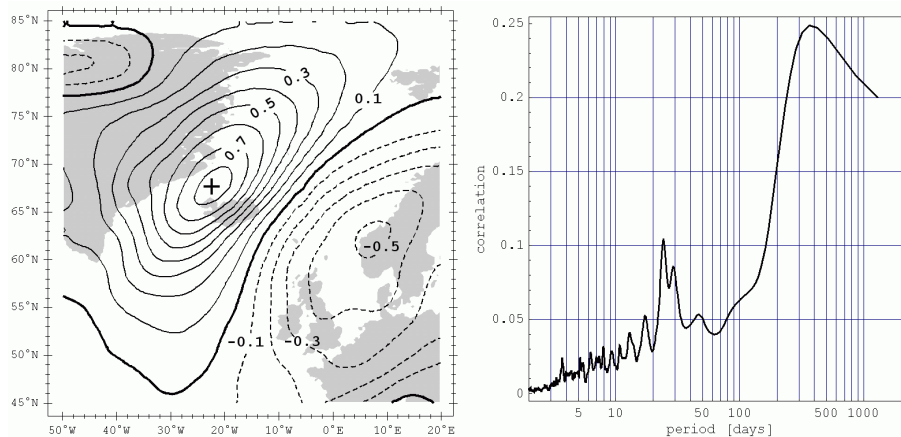 85°N
80°N
75°N
70°N
65°N
60°N
55°N
50°N
45°N
50°W
40°W
30°W
20°W
10°W
0°E
10°E
20°E
0.3
0.1
0.5
0.7
-0.5
-0.1
-0.3
0.25
0.2
0.15
0.1
0.05
0
correlation
5
10
50
100
500
1000
period [days]